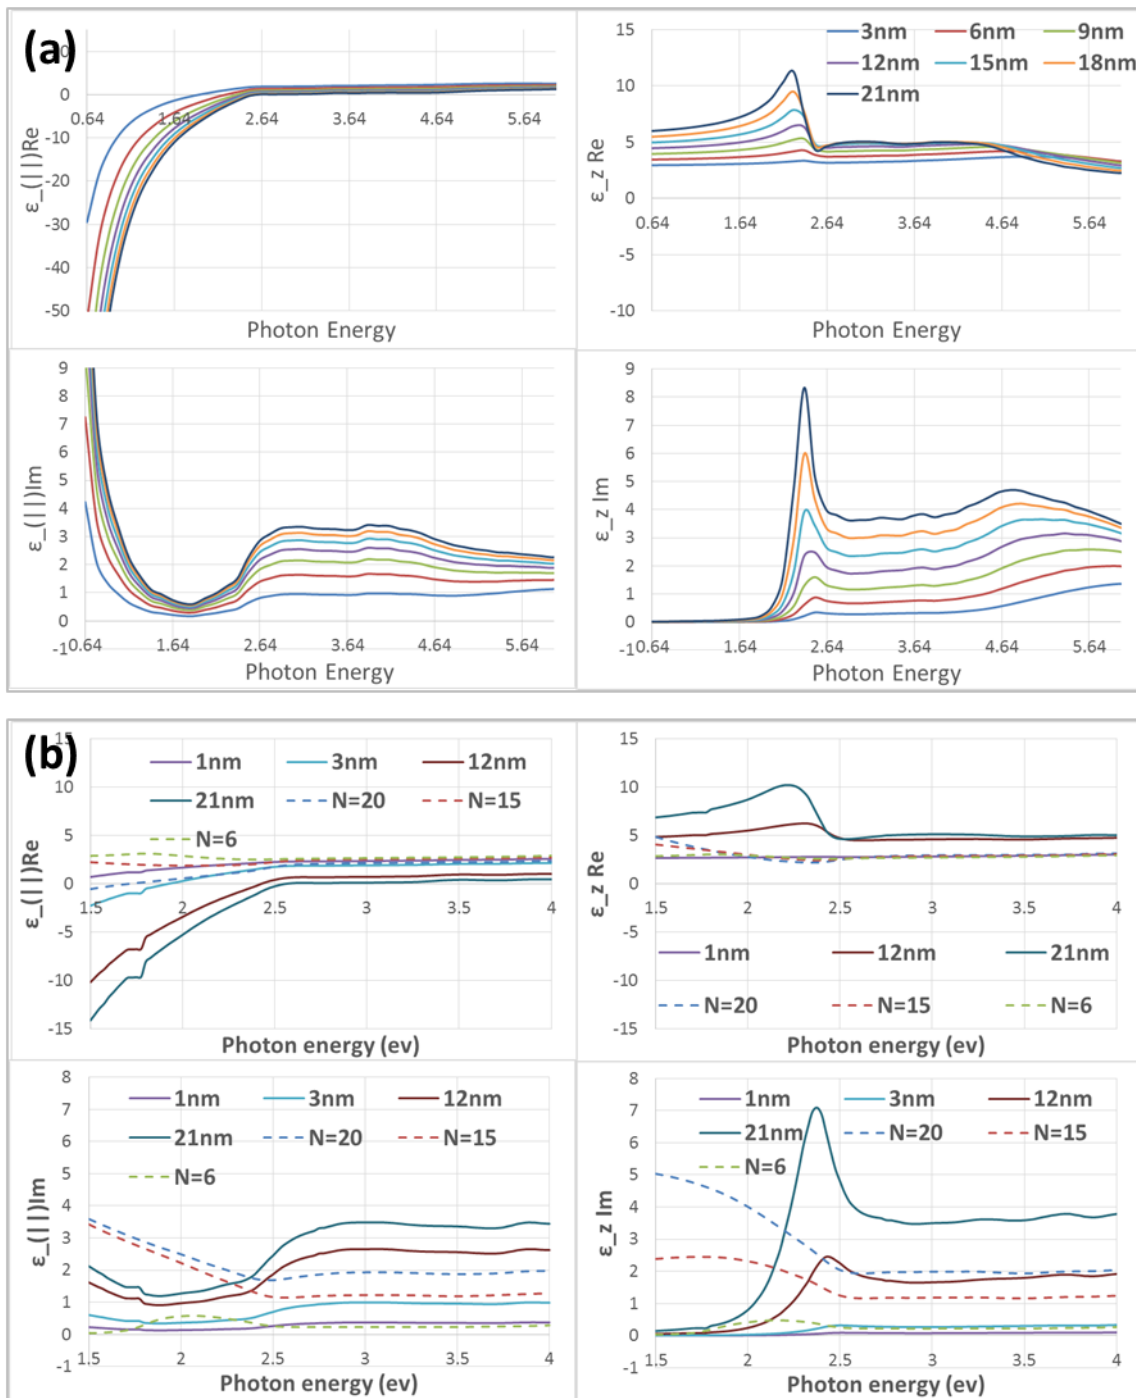 (a)
0
0.64 1.64 2.64 3.64 4.64 5.64
-10
-20
-30
-40
-50
ε_(||)Re
Photon Energy
15
10
5
0
-5
-10
3nm 6nm 9nm
12nm 15nm 18nm
21nm
0.64 1.64 2.64 3.64 4.64 5.64
ε_z Re
Photon Energy
9
8
7
6
5
4
3
2
1
0
-1
0.64 1.64 2.64 3.64 4.64 5.64
ε_(||)Im
Photon Energy
9
8
7
6
5
4
3
2
1
0
-1
0.64 1.64 2.64 3.64 4.64 5.64
ε_z Im
Photon Energy
(b)
15
10
5
0
-5
-10
-15
1nm 3nm 12nm
21nm N=20 N=15
N=6
1.5 2 2.5 3 3.5 4
ε_(||)Re
Photon energy (ev)
15
10
5
0
-5
-10
-15
1.5 2 2.5 3 3.5 4
1nm 12nm 21nm
N=20 N=15 N=6
ε_z Re
Photon energy (ev)
8
7
6
5
4
3
2
1
0
-1
1nm 3nm 12nm
21nm N=20 N=15
N=6
1.5 2 2.5 3 3.5 4
ε_(||)Im
Photon energy (ev)
8
7
6
5
4
3
2
1
0
-1
1nm 3nm 12nm
21nm N=20 N=15
N=6
1.5 2 2.5 3 3.5 4
ε_z Im
Photon energy (ev)